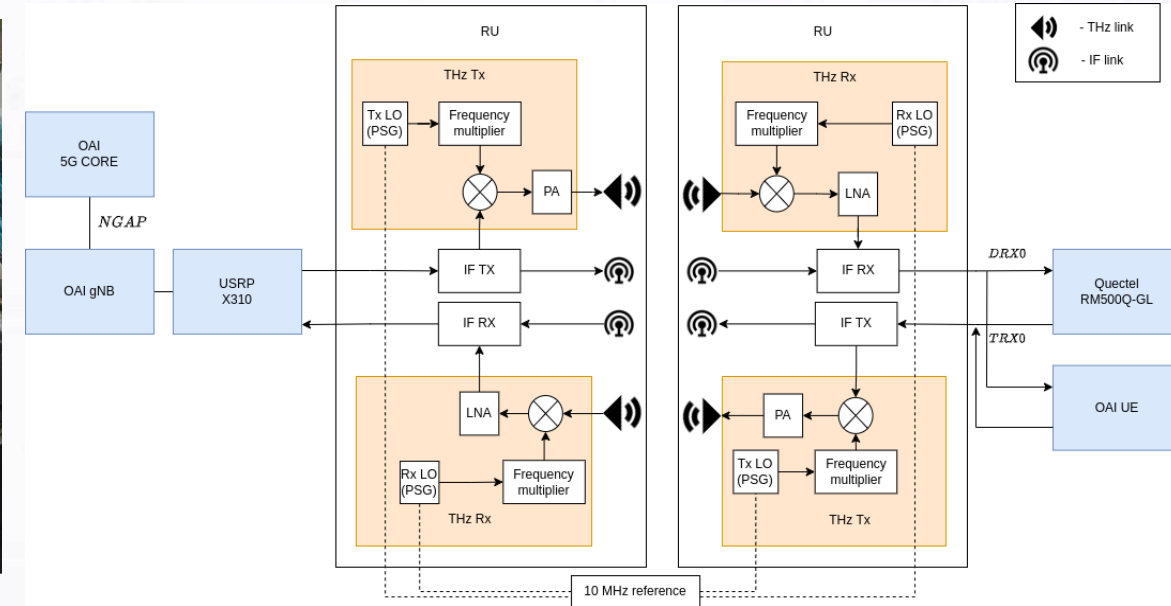 RU
RU
- THz link
- IF link
THz Tx
Tx LO
(PSG)
Frequency
multiplier
PA
THz Rx
Frequency
multiplier
Rx LO
(PSG)
LNA
OAI
5G CORE
NGAP
OAI gNB
USRP
X310
IF TX
IF RX
IF RX
IF TX
DRX0
TRX0
Quectel
RM500Q-GL
OAI UE
LNA
Rx LO
(PSG)
Frequency
multiplier
THz Rx
PA
Tx LO
(PSG)
Frequency
multiplier
THz Tx
10 MHz reference